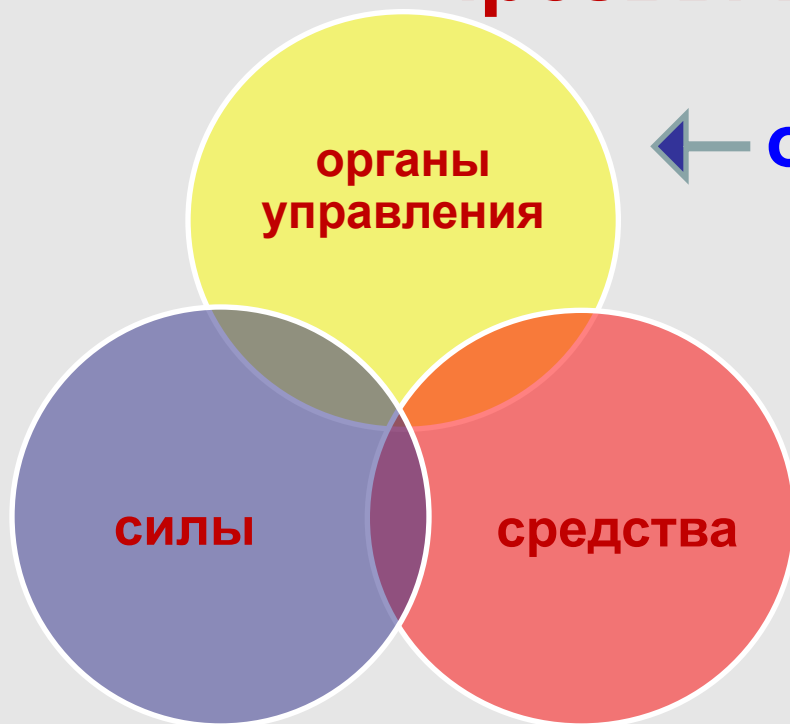 органы
управления
силы
средства